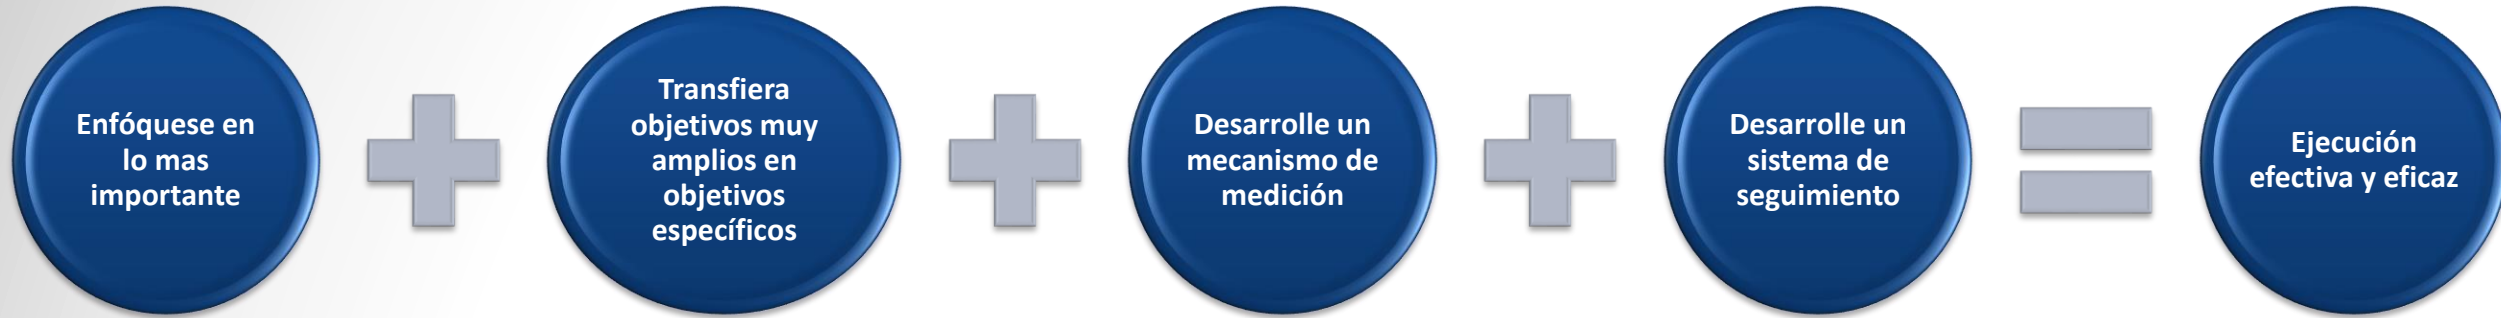 Enfóquese en
lo mas
importante
Transfiera
objetivos muy
amplios en
objetivos
específicos
Desarrolle un
mecanismo de
medición
Desarrolle un
sistema de
seguimiento
Ejecución
efectiva y eficaz